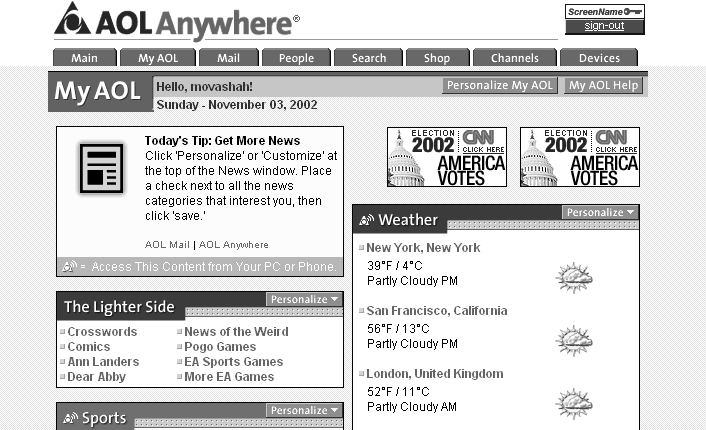 AOL Anywhere®
ScreenName
sign-out
Main
My AOL
Mail
People
Search
Shop
Channels
Devices
My AOL
Hello, movashah!
Personalize My AOL
My AOL Help
Sunday - November 03, 2002
Today's Tip: Get More News
Click 'Personalize' or 'Customize' at
the top of the News window. Place
a check next to all the news
categories that interest you, then
click 'save.'
AOL Mail | AOL Anywhere
= Access This Content from Your PC or Phone.
The Lighter Side
Personalize
Crosswords
News of the Weird
Comics
Pogo Games
Ann Landers
EA Sports Games
Dear Abby
More EA Games
Sports
Personalize
ELECTION
2002
CNN
CLICK HERE
AMERICA
VOTES
ELECTION
2002
CNN
CLICK HERE
AMERICA
VOTES
Weather
Personalize
New York, New York
39°F / 4°C
Partly Cloudy PM
San Francisco, California
56°F / 13°C
Partly Cloudy PM
London, United Kingdom
52°F / 11°C
Partly Cloudy AM